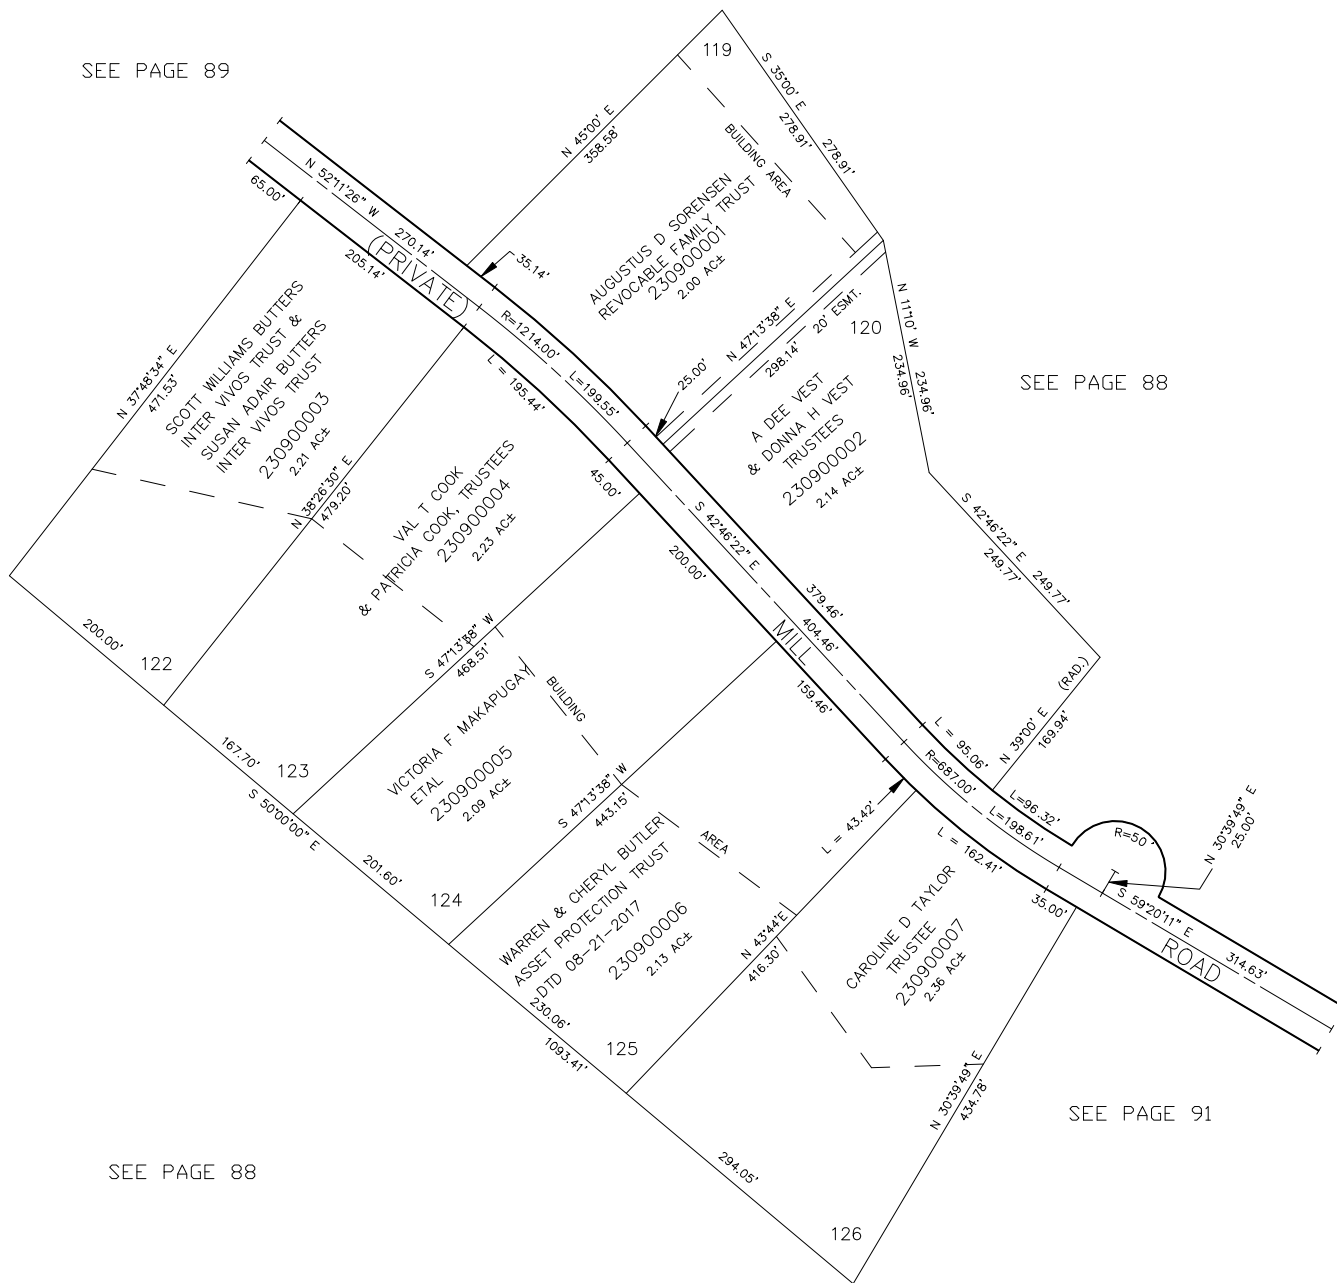 SEE PAGE 89
119
S 35°00' E
278.91'
278.91'
N 45°00' E
358.58'
BUILDING AREA
AUGUSTUS D SORENSEN
REVOCABLE FAMILY TRUST
230900001
2.00 AC±
N 52°11'26" W
270.14'
65.00'
205.14'
(PRIVATE)
35.14'
R=1214.00'
L=199.55'
L = 195.44'
25.00'
N 47°13'38" E
298.14'
20' ESMT.
120
N 11°10' W
234.96'
234.96'
SEE PAGE 88
A DEE VEST
& DONNA H VEST
TRUSTEES
230900002
2.14 AC±
N 37°48'34" E
471.53'
SCOTT WILLIAMS BUTTERS
INTER VIVOS TRUST &
SUSAN ADAIR BUTTERS
INTER VIVOS TRUST
230900003
2.21 AC±
N 38°26'30" E
479.20'
VAL T COOK
& PATRICIA COOK, TRUSTEES
230900004
2.23 AC±
45.00'
200.00'
S 42°46'22" E
379.46'
404.46'
MILL
159.46'
S 42°46'22" E
249.77'
249.77'
N 39°00' E
(RAD.)
169.94'
200.00'
122
S 47°13'38" W
468.51'
VICTORIA F MAKAPUGAY
ETAL
230900005
2.09 AC±
BUILDING
167.70'
123
S 50°00'00" E
S 47°13'38" W
443.15'
L = 95.06'
R=687.00'
L=96.32'
L=198.61'
R=50'
N 30°39'49" E
25.00'
L = 43.42'
L = 162.41'
35.00'
S 59°20'11" E
314.63'
ROAD
201.60'
124
WARREN & CHERYL BUTLER
ASSET PROTECTION TRUST
DTD 08-21-2017
230900006
2.13 AC±
AREA
N 43°44'E
416.30'
CAROLINE D TAYLOR
TRUSTEE
230900007
2.36 AC±
230.06'
1093.41'
125
N 30°39'49" E
434.78'
SEE PAGE 91
SEE PAGE 88
294.05'
126